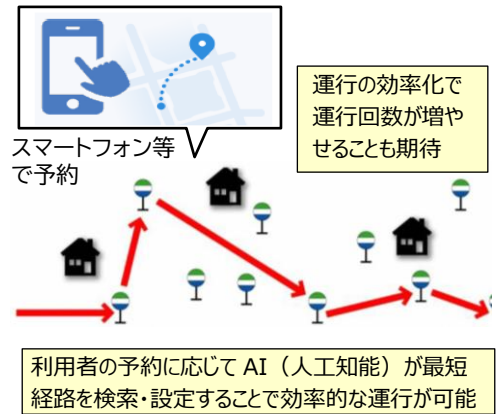 運行の効率化で
運行回数が増や
せることも期待
スマートフォン等
で予約
利用者の予約に応じて AI（人工知能）が最短
経路を検索・設定することで効率的な運行が可能